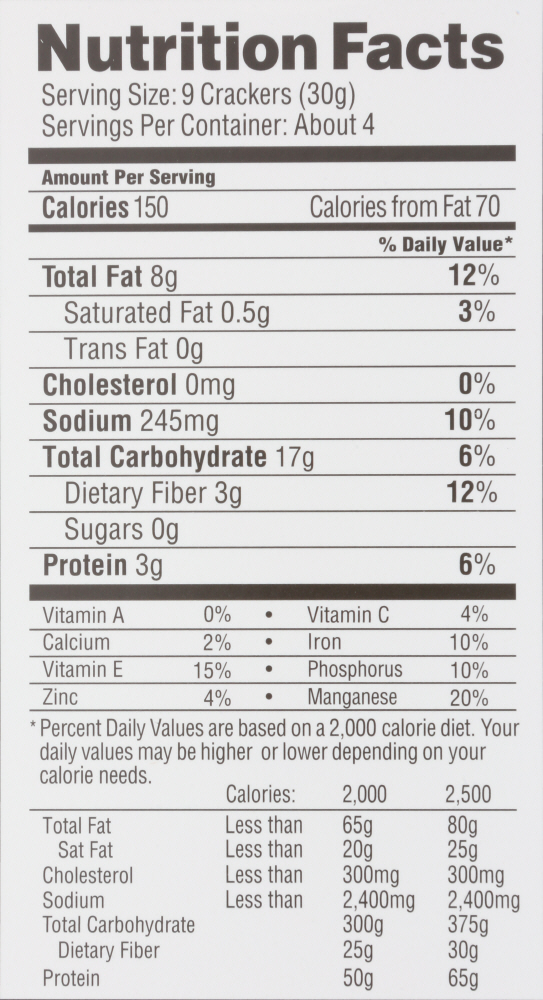 Nutrition Facts
Serving Size: 9 Crackers (30g)
Servings Per Container: About 4
Amount Per Serving
Calories 150 Calories from Fat 70
% Daily Value*
Total Fat 8g 12%
Saturated Fat 0.5g 3%
Trans Fat 0g
Cholesterol 0mg 0%
Sodium 245mg 10%
Total Carbohydrate 17g 6%
Dietary Fiber 3g 12%
Sugars 0g
Protein 3g 6%
Vitamin A 0% • Vitamin C 4%
Calcium 2% • Iron 10%
Vitamin E 15% • Phosphorus 10%
Zinc 4% • Manganese 20%
* Percent Daily Values are based on a 2,000 calorie diet. Your
daily values may be higher or lower depending on your
calorie needs.
Calories: 2,000 2,500
Total Fat Less than 65g 80g
Sat Fat Less than 20g 25g
Cholesterol Less than 300mg 300mg
Sodium Less than 2,400mg 2,400mg
Total Carbohydrate 300g 375g
Dietary Fiber 25g 30g
Protein 50g 65g